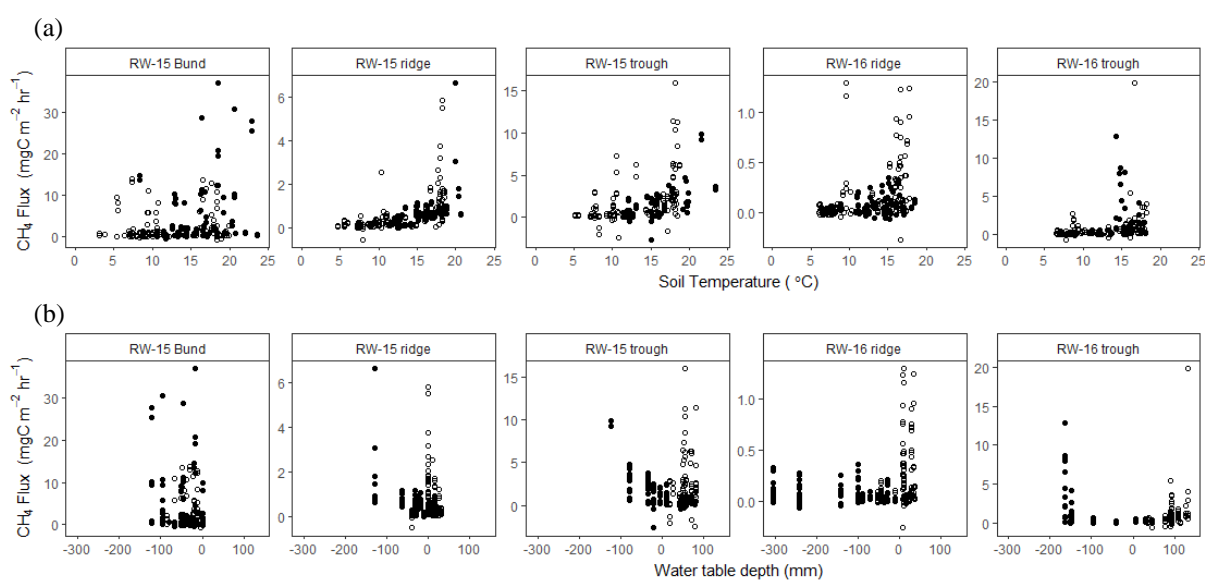 (a)
RW-15 Bund RW-15 ridge RW-15 trough RW-16 ridge RW-16 trough
CH4 Flux (mgC m−2 hr−1)
30 20 10 0
6 4 2 0
15 10 5 0
1.0 0.5 0.0
20 15 10 5 0
0 5 10 15 20 25 0 5 10 15 20 25 0 5 10 15 20 25 0 5 10 15 20 25 0 5 10 15 20 25
Soil Temperature ( °C)
(b)
RW-15 Bund RW-15 ridge RW-15 trough RW-16 ridge RW-16 trough
CH4 Flux (mgC m−2 hr−1)
30 20 10 0
6 4 2 0
15 10 5 0
1.0 0.5 0.0
20 15 10 5 0
-300 -200 -100 0 100 -300 -200 -100 0 100 -300 -200 -100 0 100 -300 -200 -100 0 100 -300 -200 -100 0 100
Water table depth (mm)